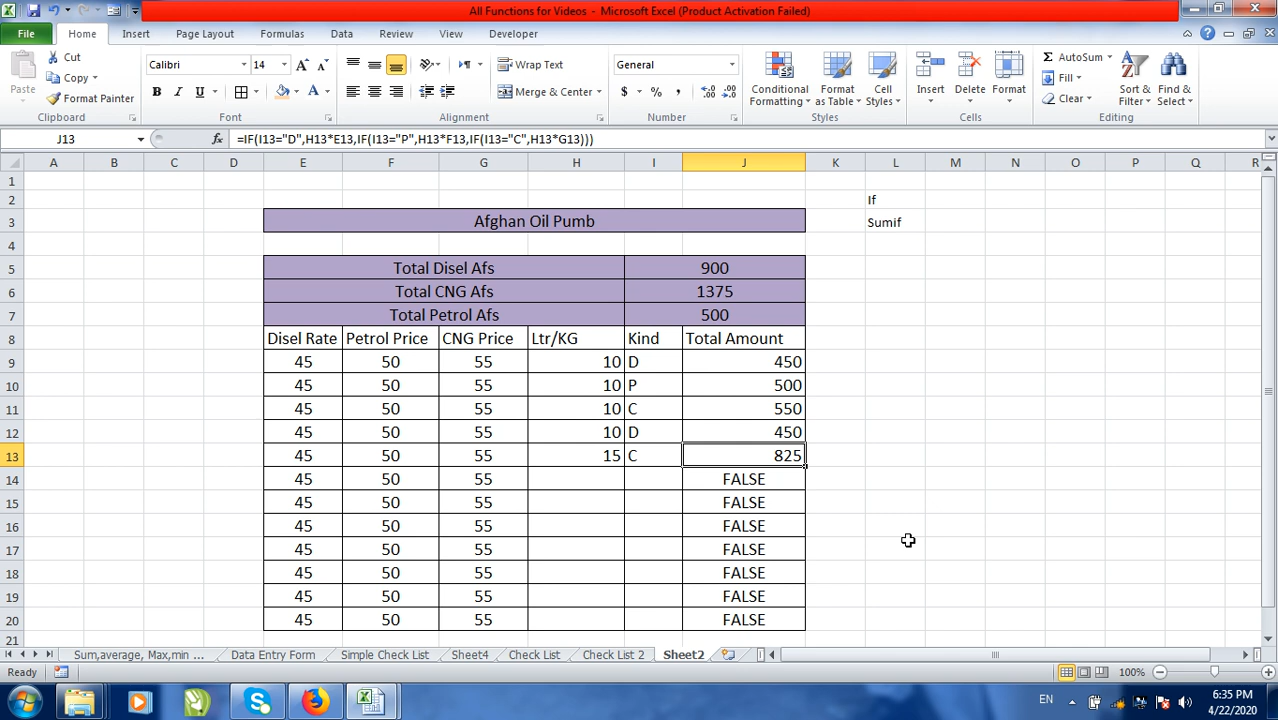 All Functions for Videos - Microsoft Excel (Product Activation Failed)
File Home Insert Page Layout Formulas Data Review View Developer
Cut
Copy
Format Painter
Paste
Clipboard
Calibri 14
B I U
Font
Wrap Text
Merge & Center
Alignment
General
$ % ,
Number
Conditional Formatting
Format as Table
Cell Styles
Styles
Insert Delete Format
Cells
AutoSum
Fill
Clear
Sort & Filter
Find & Select
Editing
J13 fx =IF(I13="D",H13*E13,IF(I13="P",H13*F13,IF(I13="C",H13*G13)))
A B C D E F G H I J K L M N O P Q R
1
2 If
3 Afghan Oil Pumb Sumif
4
5 Total Disel Afs 900
6 Total CNG Afs 1375
7 Total Petrol Afs 500
8 Disel Rate Petrol Price CNG Price Ltr/KG Kind Total Amount
9 45 50 55 10 D 450
10 45 50 55 10 P 500
11 45 50 55 10 C 550
12 45 50 55 10 D 450
13 45 50 55 15 C 825
14 45 50 55 FALSE
15 45 50 55 FALSE
16 45 50 55 FALSE
17 45 50 55 FALSE
18 45 50 55 FALSE
19 45 50 55 FALSE
20 45 50 55 FALSE
21
Sum,average, Max,min ... Data Entry Form Simple Check List Sheet4 Check List Check List 2 Sheet2
Ready 100%
EN 6:35 PM
4/22/2020